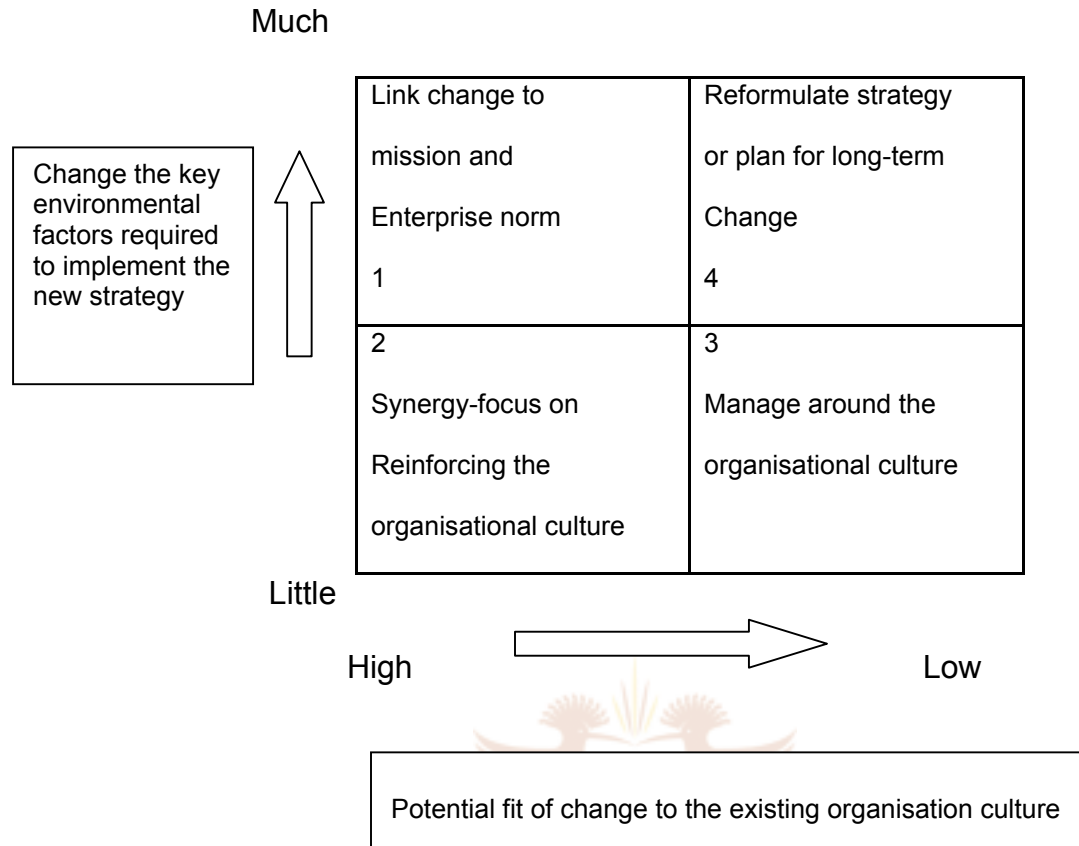 Much
Change the key
environmental
factors required
to implement the
new strategy
Link change to
mission and
Enterprise norm
1
Reformulate strategy
or plan for long-term
Change
4
2
Synergy-focus on
Reinforcing the
organisational culture
3
Manage around the
organisational culture
Little
High
Low
Potential fit of change to the existing organisation culture